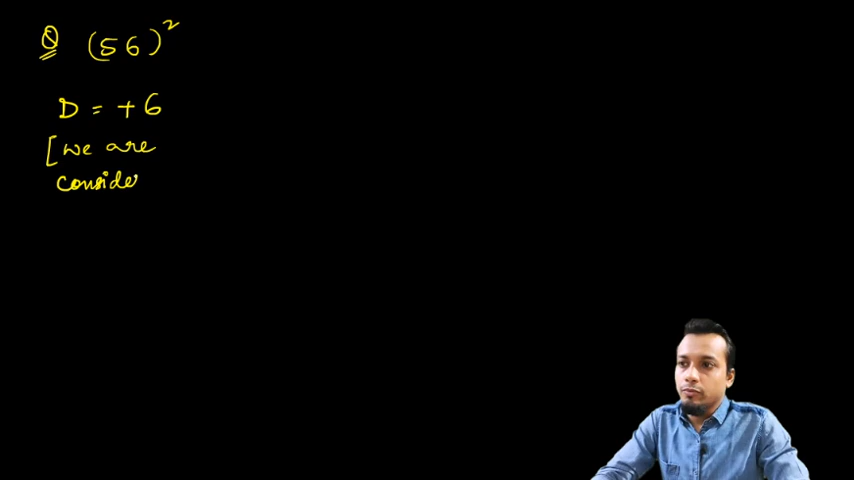 Q (56)²
D = +6
[we are
conside